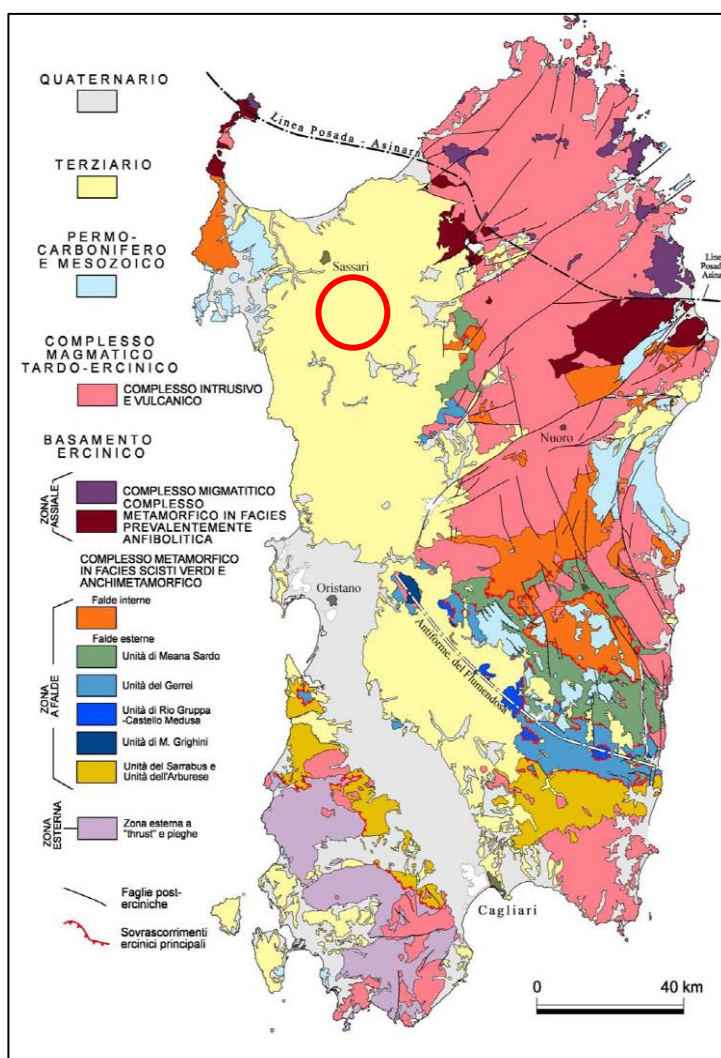 QUATERNARIO
TERZIARIO
PERMO-
CARBONIFERO
E MESOZOICO
COMPLESSO
MAGMATICO
TARDO-ERCINICO
COMPLESSO INTRUSIVO
E VULCANICO
BASAMENTO
ERCINICO
ZONA
ASSIALE
COMPLESSO MIGMATITICO
COMPLESSO
METAMORFICO IN FACIES
PREVALENTEMENTE
ANFIBOLITICA
COMPLESSO METAMORFICO
IN FACIES SCISTI VERDI E
ANCHIMETAMORFICO
ZONA
A FALDE
Falde interne
Falde esterne
Unità di Meana Sardo
Unità del Gerrei
Unità di Rio Gruppa
-Castello Medusa
Unità di M. Grighini
Unità del Sarrabus e
Unità dell'Arburese
ZONA
ESTERNA
Zona esterna a
"thrust" e pieghe
Faglie post-
erciniche
Sovrascorrimenti
ercinici principali
Linea Posada - Asinara
Sassari
Linea
Posada
Asinara
Nuoro
Oristano
Antiforme del Flumendosa
Cagliari
0 40 km